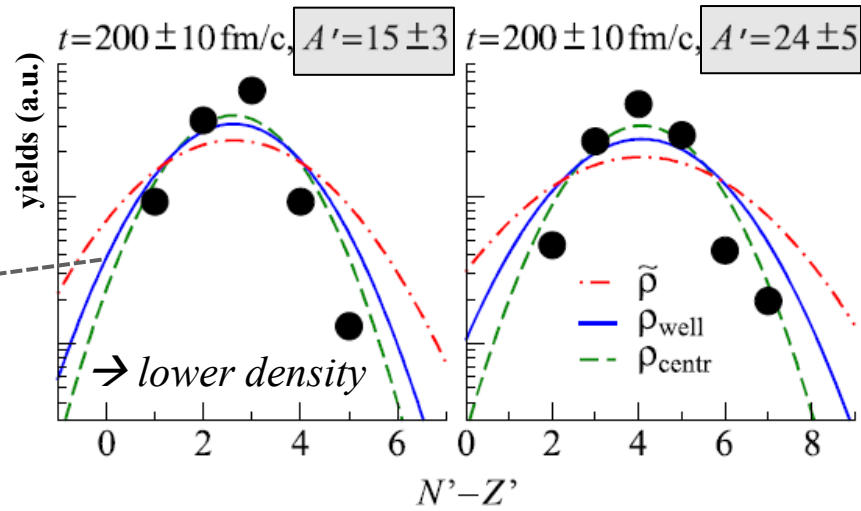 t=200 ±10 fm/c, A'=15 ±3
t=200 ±10 fm/c, A'=24 ±5
yields (a.u.)
→ lower density
ρ̃
ρwell
ρcentr
0 2 4 6
0 2 4 6 8
N'−Z'